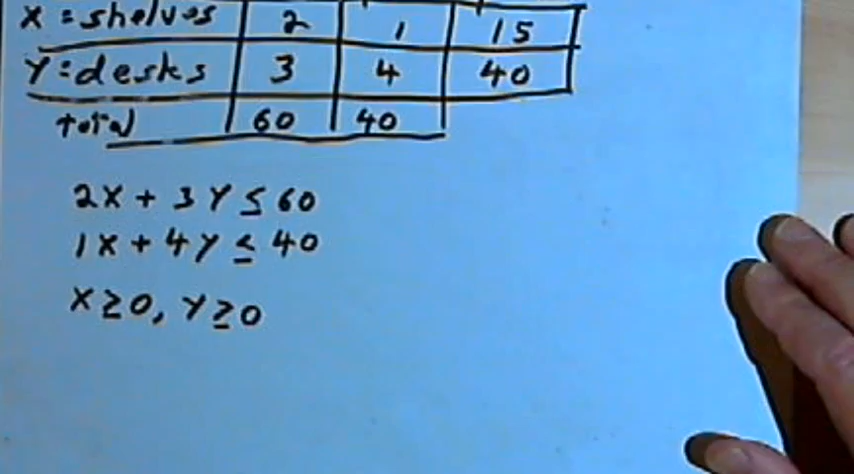 X = shelves 2 1 15
Y = desks 3 4 40
total 60 40
2X + 3Y ≤ 60
1X + 4Y ≤ 40
X ≥ 0, Y ≥ 0